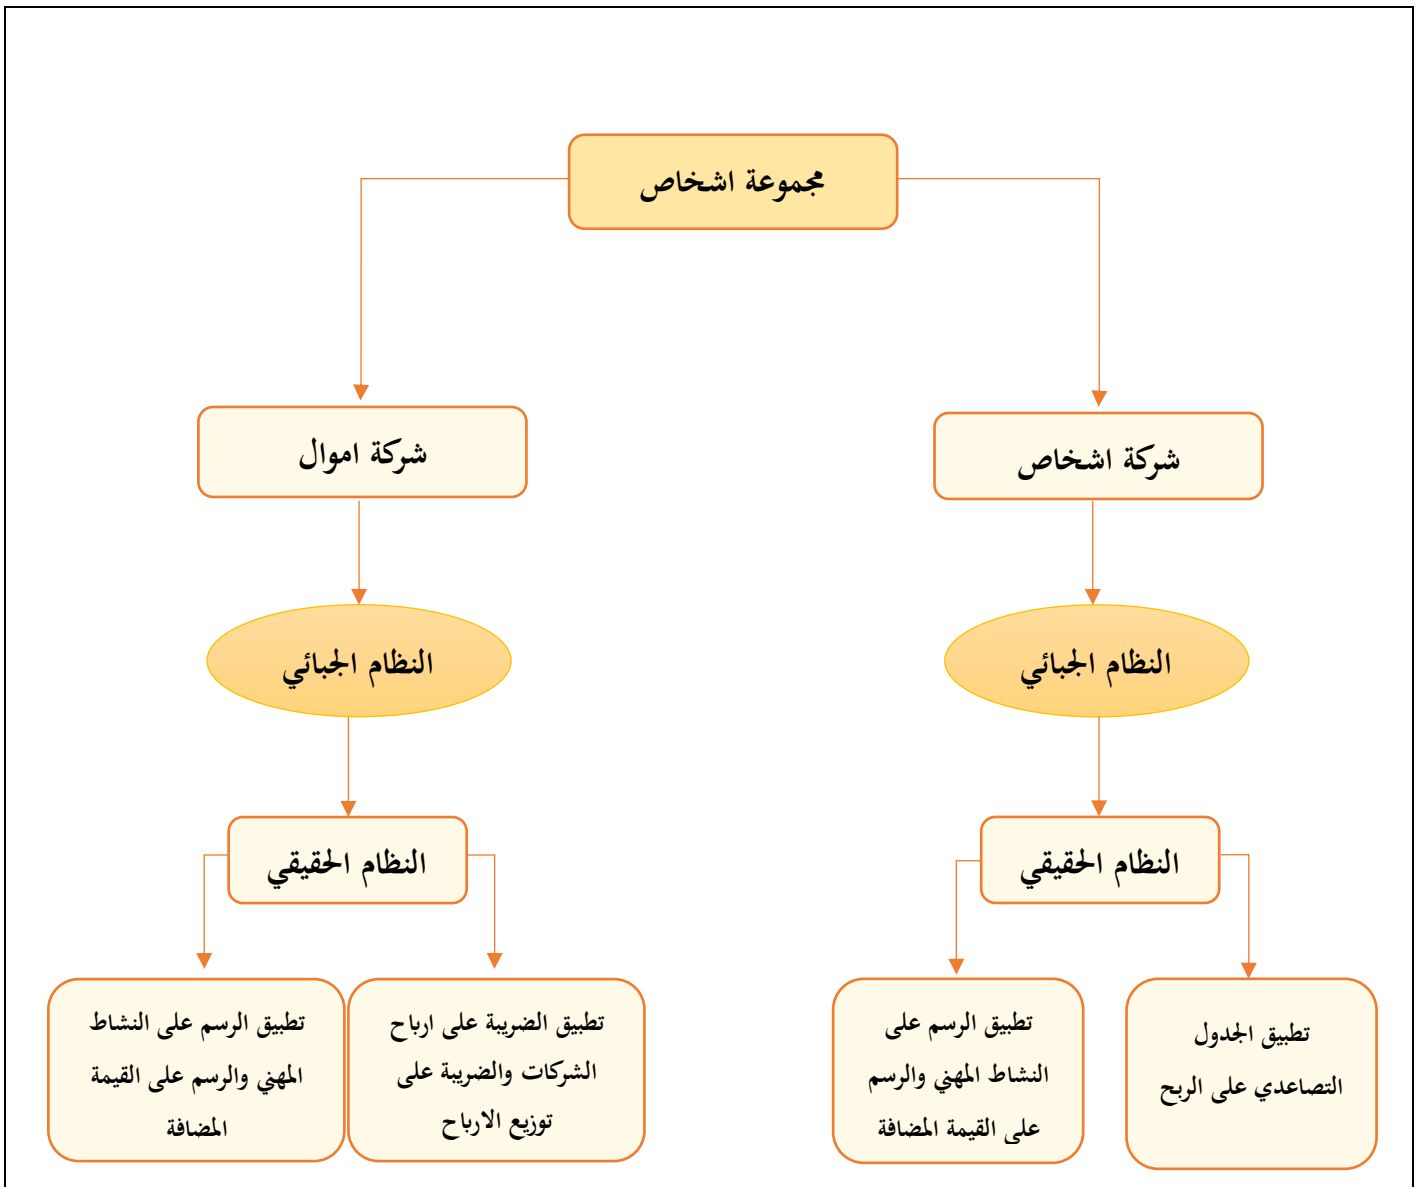 مجموعة اشخاص
شركة اشخاص
شركة اموال
النظام الجبائي
النظام الجبائي
النظام الحقيقي
النظام الحقيقي
تطبيق الجدول
التصاعدي على الربح
تطبيق الرسم على
النشاط المهني والرسم
على القيمة المضافة
تطبيق الضريبة على ارباح
الشركات والضريبة على
توزيع الارباح
تطبيق الرسم على النشاط
المهني والرسم على القيمة
المضافة